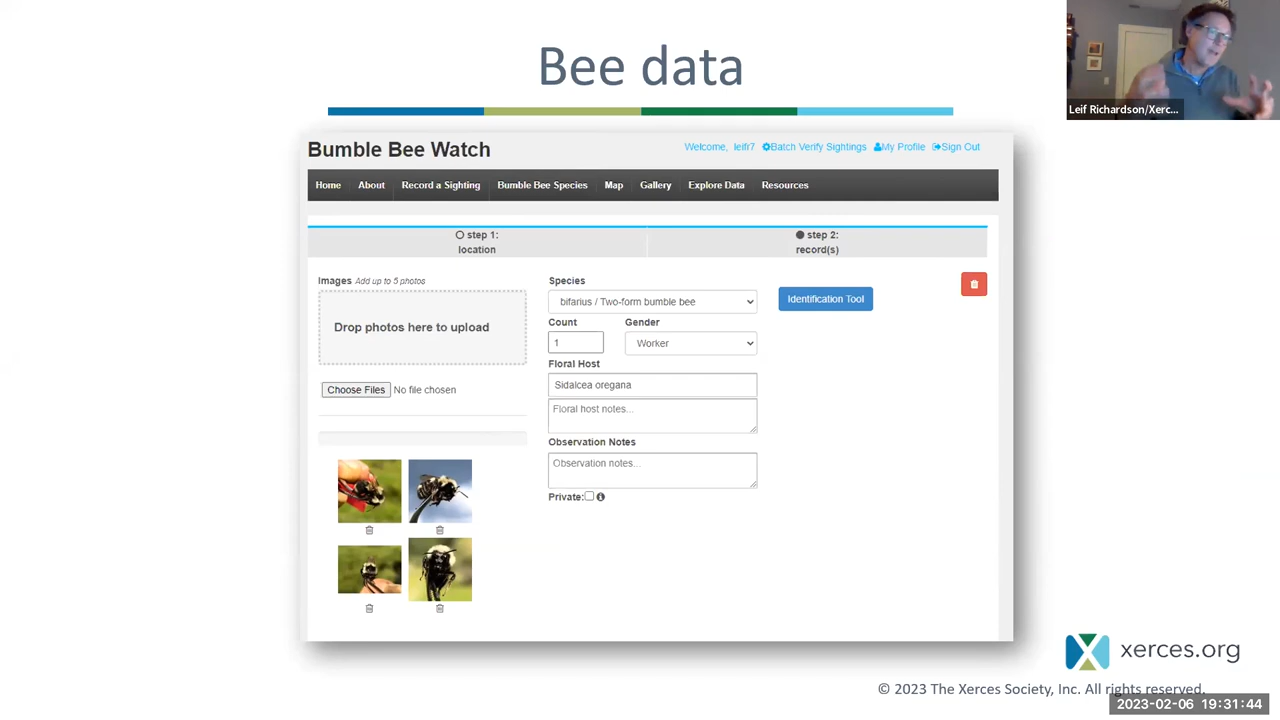 Bee data
Leif Richardson/Xerc...
Bumble Bee Watch
Welcome, leifr7 Batch Verify Sightings My Profile Sign Out
Home About Record a Sighting Bumble Bee Species Map Gallery Explore Data Resources
step 1:
location
step 2:
record(s)
Images Add up to 5 photos
Drop photos here to upload
Choose Files No file chosen
Species
bifarius / Two-form bumble bee
Identification Tool
Count Gender
1 Worker
Floral Host
Sidalcea oregana
Floral host notes...
Observation Notes
Observation notes...
Private:
xerces.org
© 2023 The Xerces Society, Inc. All rights reserved.
2023-02-06 19:31:44